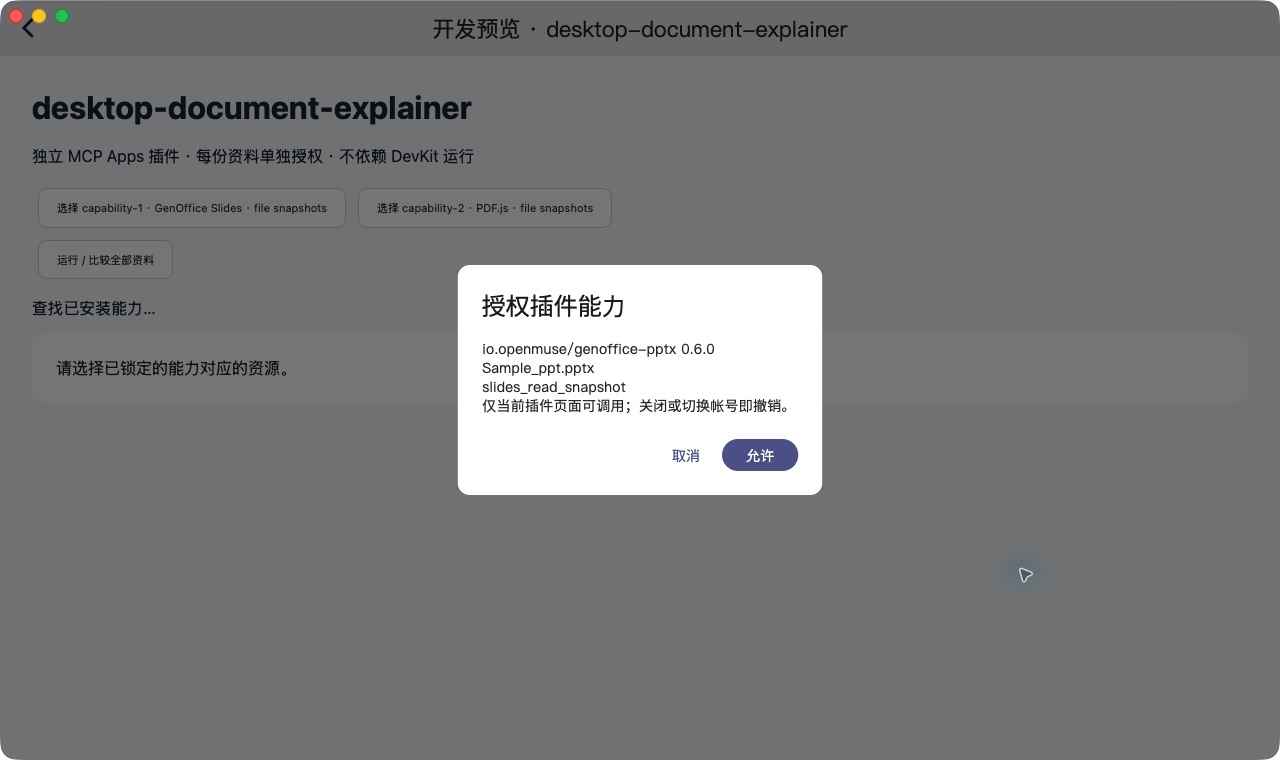 开发预览 · desktop-document-explainer
desktop-document-explainer
独立 MCP Apps 插件 · 每份资料单独授权 · 不依赖 DevKit 运行
选择 capability-1 · GenOffice Slides · file snapshots
选择 capability-2 · PDF.js · file snapshots
运行 / 比较全部资料
查找已安装能力...
请选择已锁定的能力对应的资源。
授权插件能力
io.openmuse/genoffice-pptx 0.6.0
Sample_ppt.pptx
slides_read_snapshot
仅当前插件页面可调用；关闭或切换帐号即撤销。
取消
允许